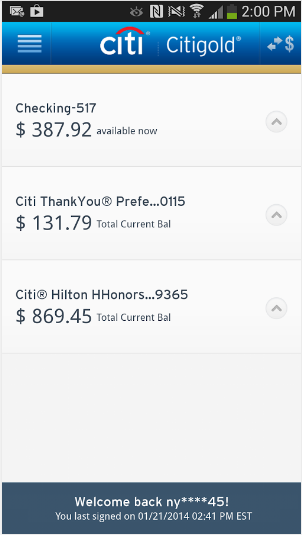 2:00 PM
citi Citigold®
$
Checking-517
$ 387.92 available now
Citi ThankYou® Prefe...0115
$ 131.79 Total Current Bal
Citi® Hilton HHonors...9365
$ 869.45 Total Current Bal
Welcome back ny****45!
You last signed on 01/21/2014 02:41 PM EST